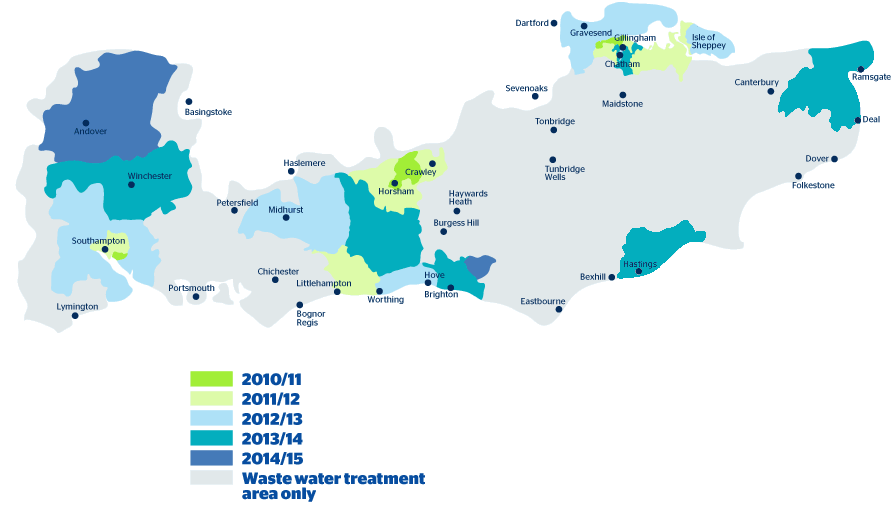 Dartford
Gravesend
Gillingham
Isle of
Sheppey
Chatham
Ramsgate
Canterbury
Sevenoaks
Maidstone
Basingstoke
Deal
Andover
Tonbridge
Dover
Haslemere
Tunbridge
Wells
Crawley
Winchester
Folkestone
Horsham
Haywards
Heath
Petersfield
Midhurst
Burgess Hill
Southampton
Hastings
Chichester
Hove
Bexhill
Littlehampton
Portsmouth
Brighton
Worthing
Eastbourne
Lymington
Bognor
Regis
2010/11
2011/12
2012/13
2013/14
2014/15
Waste water treatment
area only